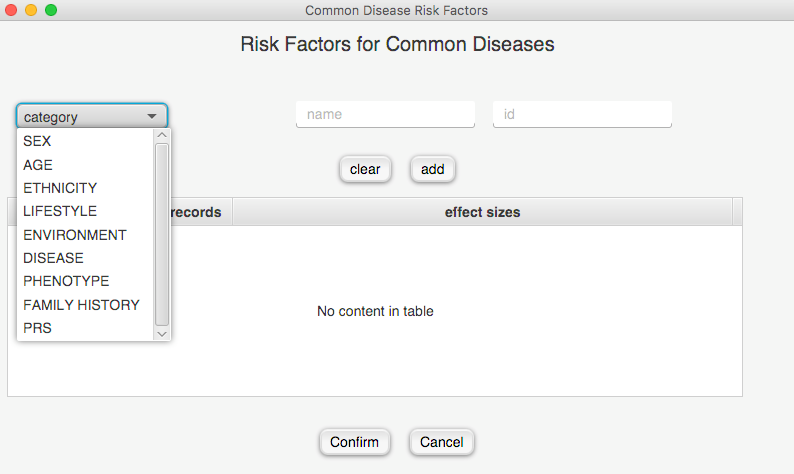 Common Disease Risk Factors
Risk Factors for Common Diseases
category
name
id
SEX
AGE
ETHNICITY
LIFESTYLE
ENVIRONMENT
DISEASE
PHENOTYPE
FAMILY HISTORY
PRS
clear
add
records
effect sizes
No content in table
Confirm
Cancel